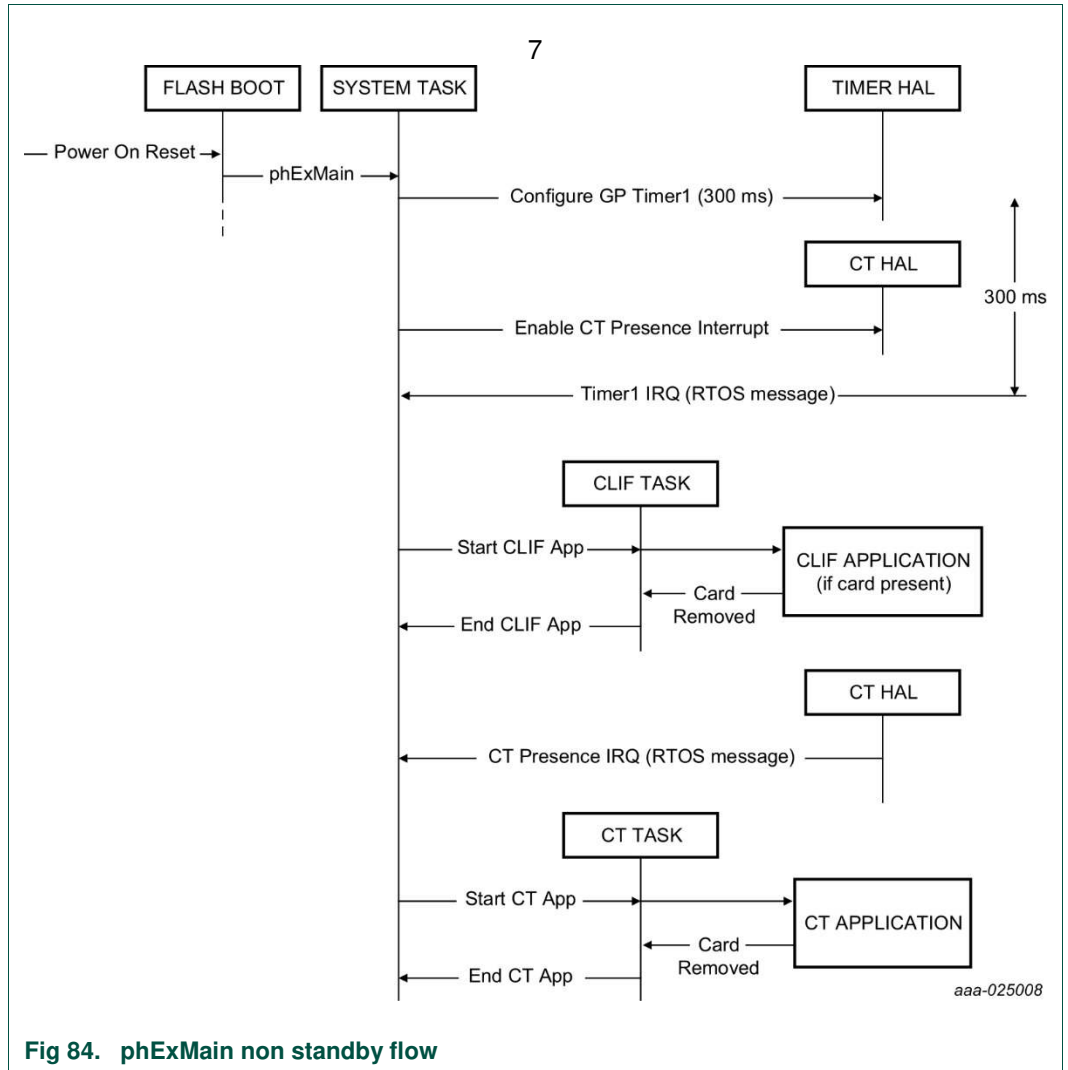 7
FLASH BOOT
SYSTEM TASK
TIMER HAL
Power On Reset
phExMain
Configure GP Timer1 (300 ms)
CT HAL
300 ms
Enable CT Presence Interrupt
Timer1 IRQ (RTOS message)
CLIF TASK
Start CLIF App
CLIF APPLICATION
(if card present)
Card
Removed
End CLIF App
CT HAL
CT Presence IRQ (RTOS message)
CT TASK
Start CT App
CT APPLICATION
Card
Removed
End CT App
aaa-025008
Fig 84. phExMain non standby flow